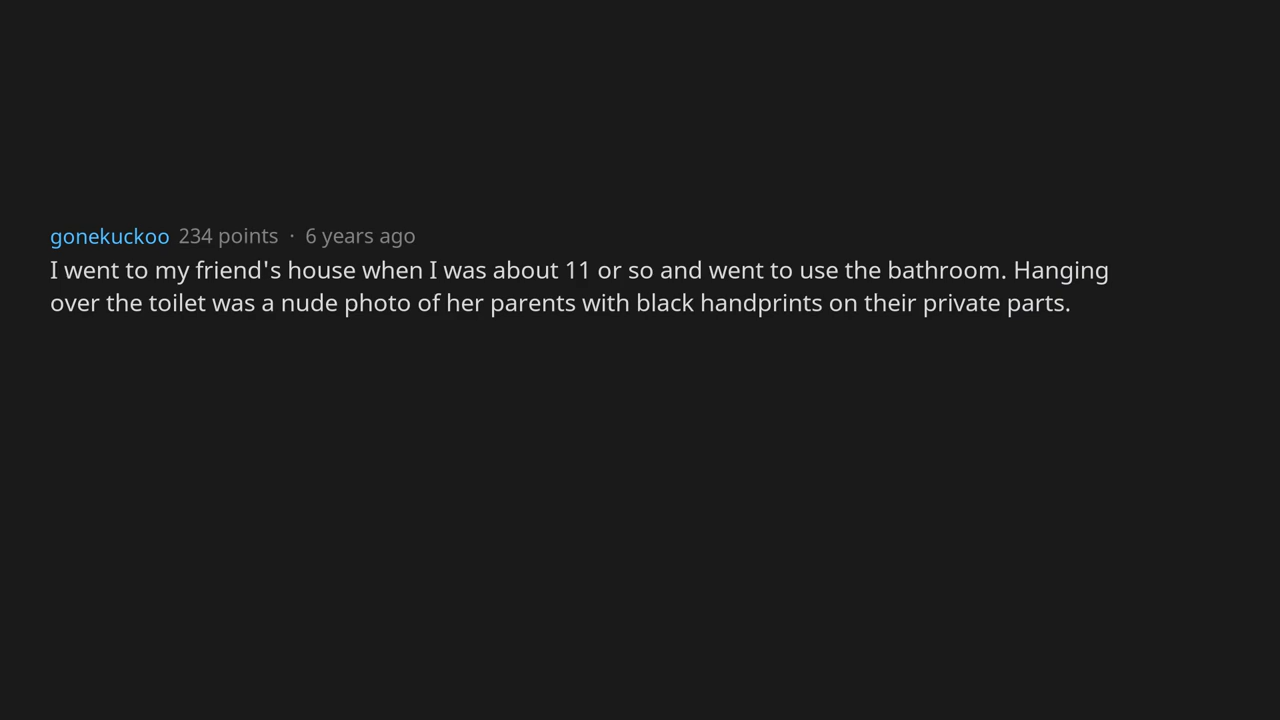 gonekuckoo 234 points · 6 years ago
I went to my friend's house when I was about 11 or so and went to use the bathroom. Hanging
over the toilet was a nude photo of her parents with black handprints on their private parts.